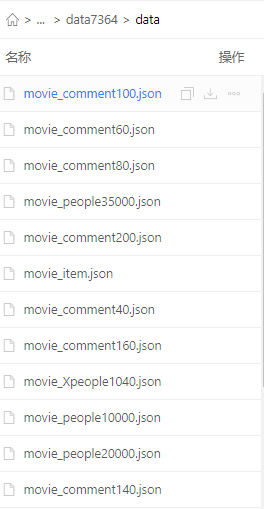 > ... > data7364 > data
名称 操作
movie_comment100.json
movie_comment60.json
movie_comment80.json
movie_people35000.json
movie_comment200.json
movie_item.json
movie_comment40.json
movie_comment160.json
movie_Xpeople1040.json
movie_people10000.json
movie_people20000.json
movie_comment140.json